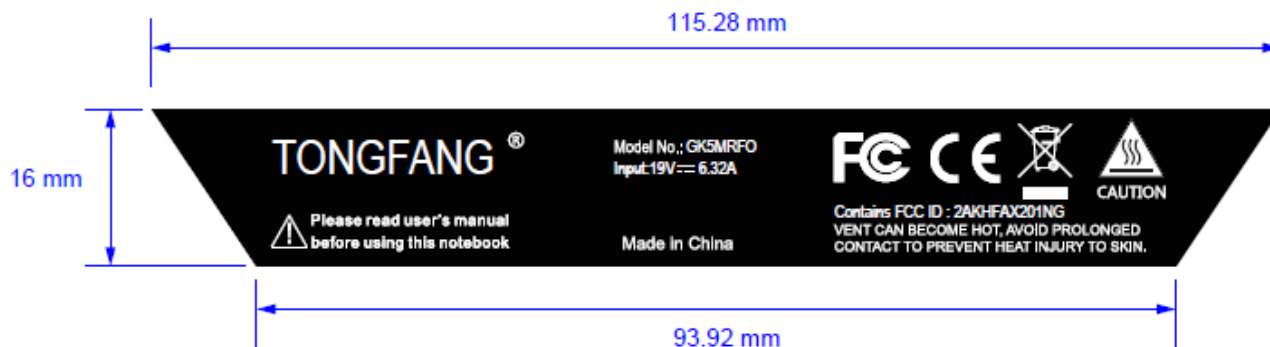 115.28 mm
16 mm
TONGFANG ®
Model No.: GK5MRFO
Input:19V⎓ 6.32A
FC CE
CAUTION
Please read user's manual
before using this notebook
Made in China
Contains FCC ID : 2AKHFAX201NG
VENT CAN BECOME HOT, AVOID PROLONGED
CONTACT TO PREVENT HEAT INJURY TO SKIN.
93.92 mm